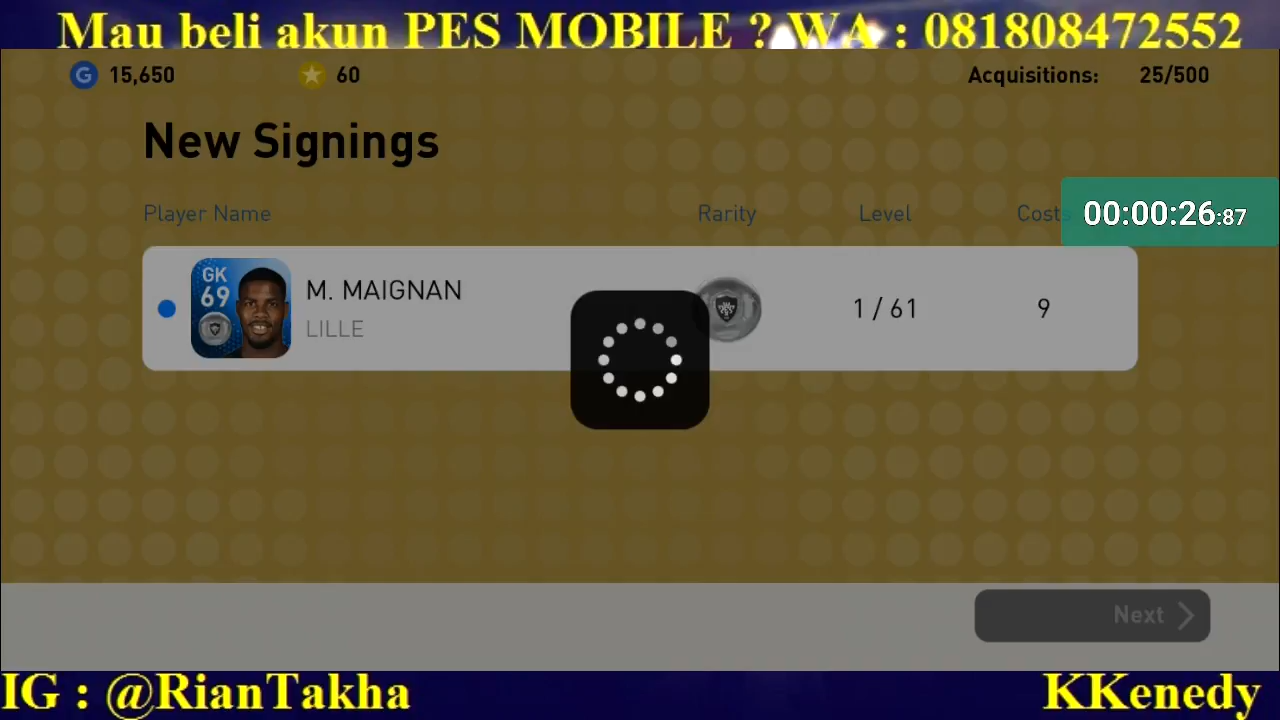 Mau beli akun PES MOBILE ? WA : 081808472552
G 15,650 60 Acquisitions: 25/500
New Signings
Player Name Rarity Level Costs
00:00:26:87
GK
69
M. MAIGNAN
LILLE
1 / 61 9
Next
IG : @RianTakha KKenedy